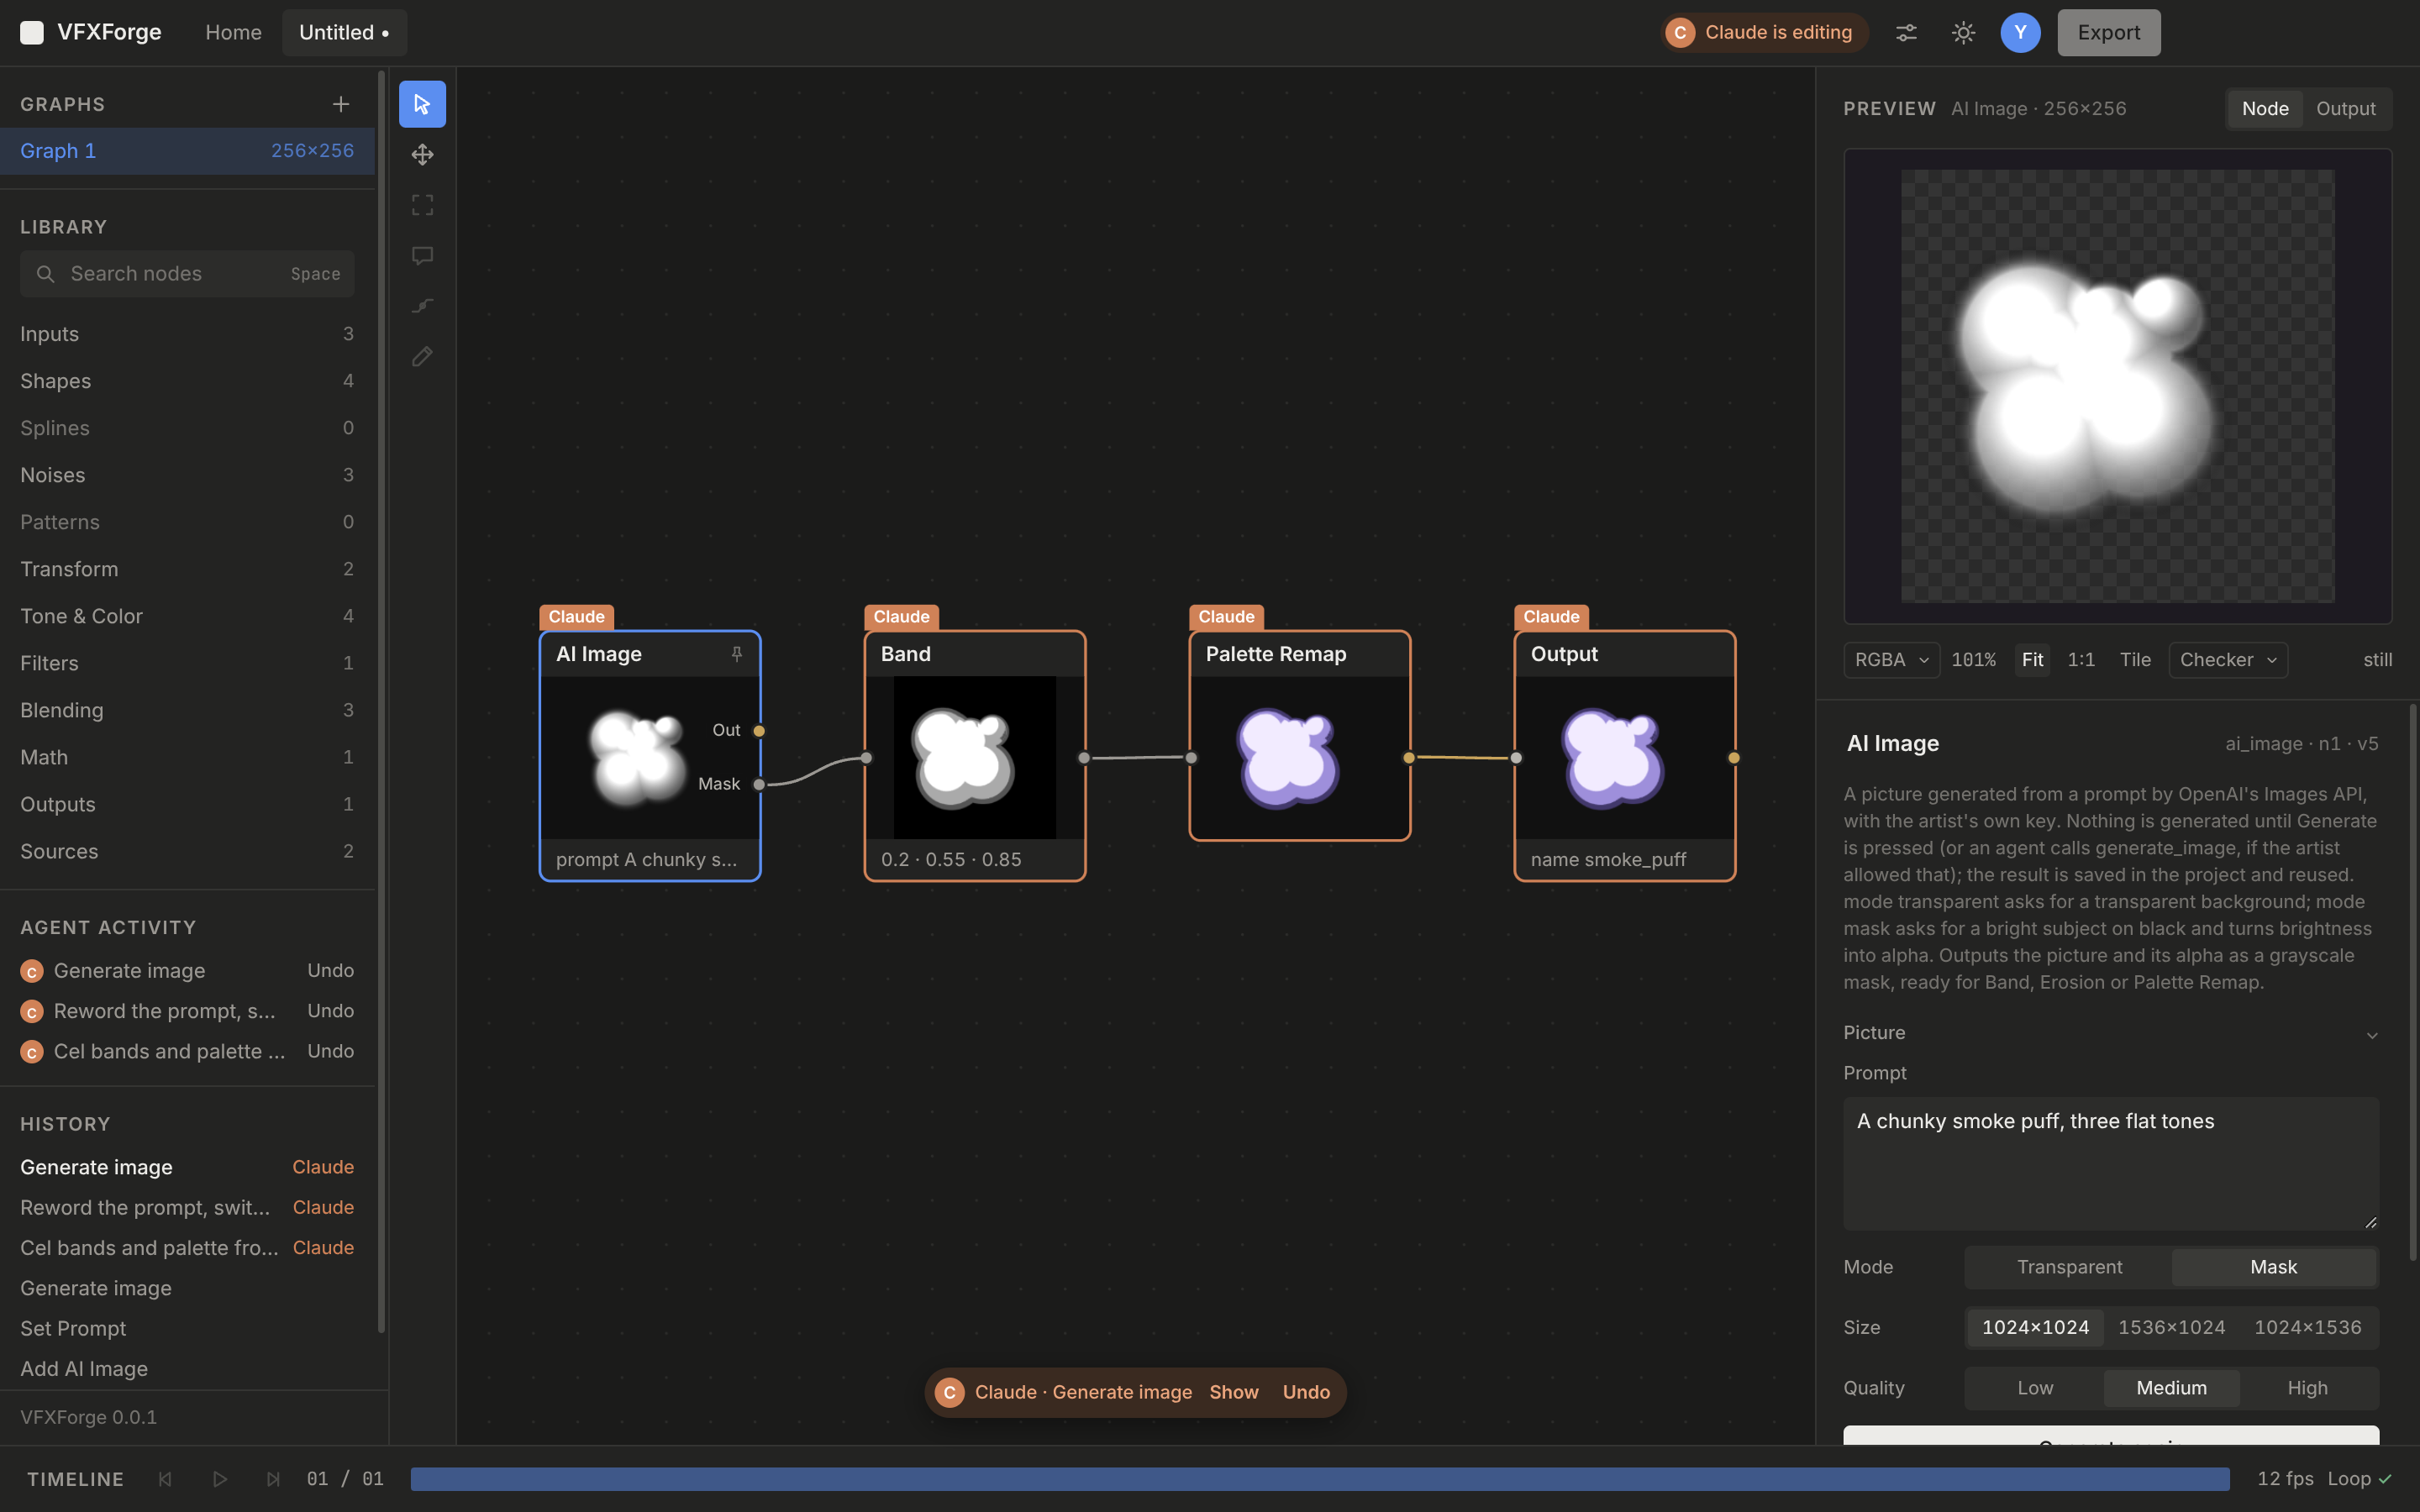 VFXForge
Home
Untitled •
C Claude is editing
Y
Export
GRAPHS
Graph 1 256×256
LIBRARY
Search nodes Space
Inputs 3
Shapes 4
Splines 0
Noises 3
Patterns 0
Transform 2
Tone & Color 4
Filters 1
Blending 3
Math 1
Outputs 1
Sources 2
AGENT ACTIVITY
C Generate image Undo
C Reword the prompt, s... Undo
C Cel bands and palette ... Undo
HISTORY
Generate image Claude
Reword the prompt, swit... Claude
Cel bands and palette fro... Claude
Generate image
Set Prompt
Add AI Image
VFXForge 0.0.1
Claude
AI Image
Out
Mask
prompt A chunky s...
Claude
Band
0.2 · 0.55 · 0.85
Claude
Palette Remap
Claude
Output
name smoke_puff
C Claude · Generate image Show Undo
PREVIEW AI Image · 256×256 Node Output
RGBA 101% Fit 1:1 Tile Checker still
AI Image ai_image · n1 · v5
A picture generated from a prompt by OpenAI's Images API,
with the artist's own key. Nothing is generated until Generate
is pressed (or an agent calls generate_image, if the artist
allowed that); the result is saved in the project and reused.
mode transparent asks for a transparent background; mode
mask asks for a bright subject on black and turns brightness
into alpha. Outputs the picture and its alpha as a grayscale
mask, ready for Band, Erosion or Palette Remap.
Picture
Prompt
A chunky smoke puff, three flat tones
Mode Transparent Mask
Size 1024×1024 1536×1024 1024×1536
Quality Low Medium High
TIMELINE 01 / 01 12 fps Loop